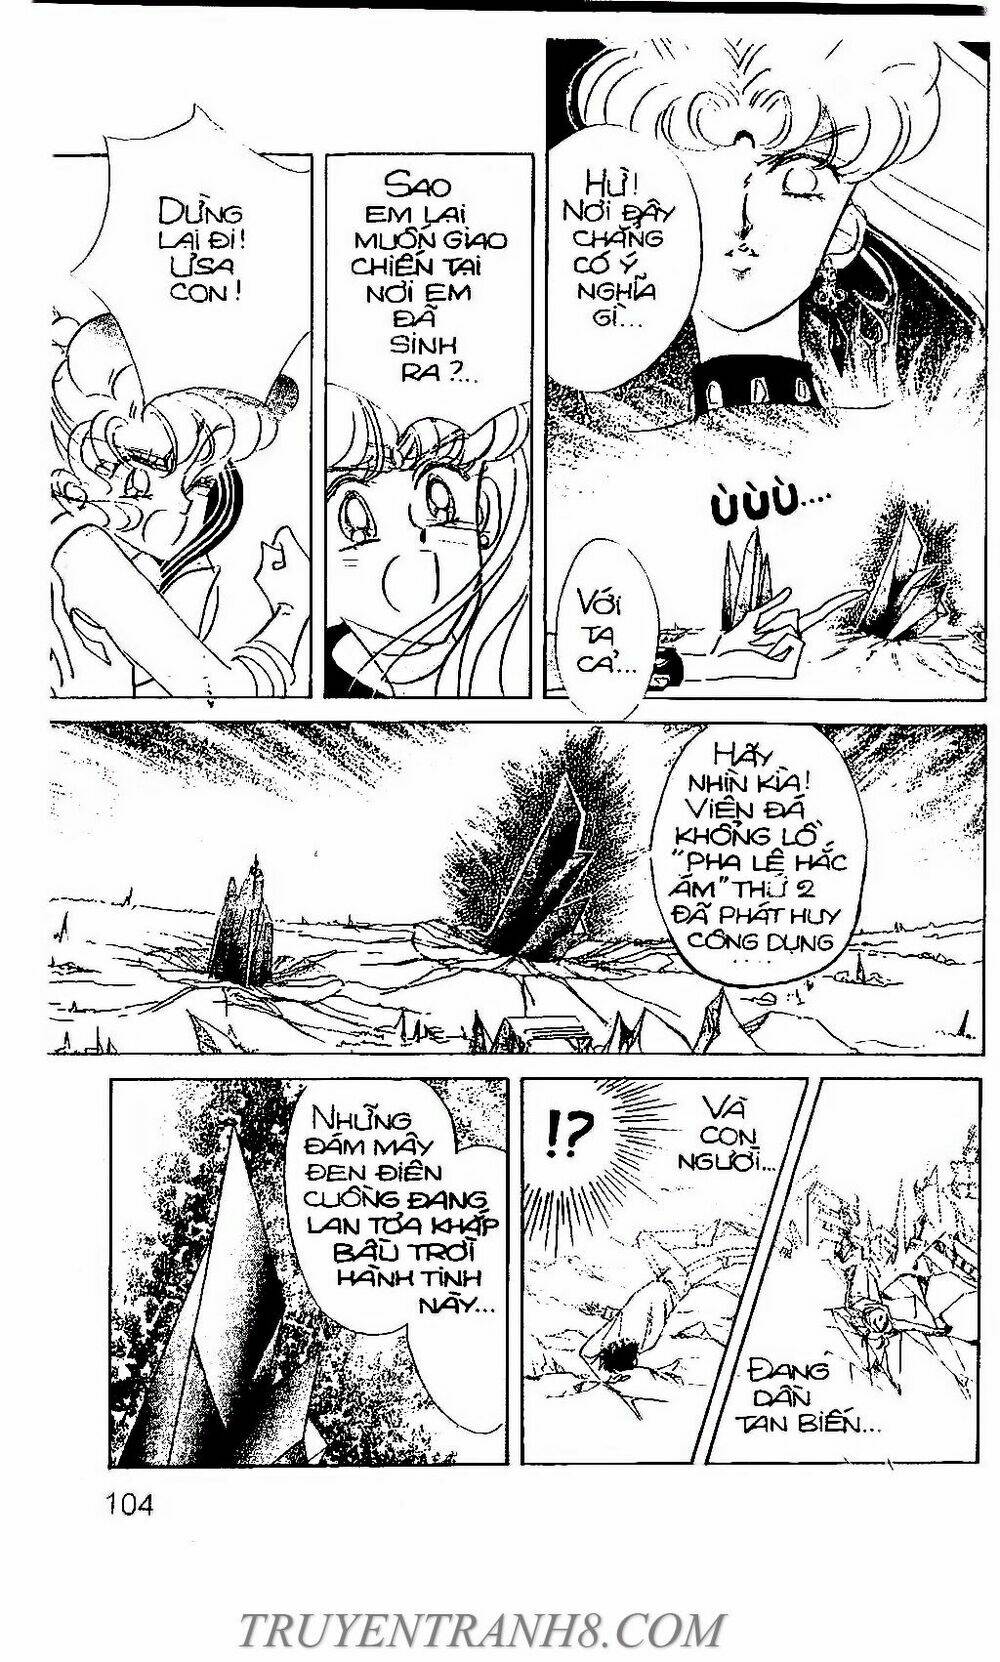 DỪNG
LẠI ĐI!
ÚSA
CON!
SAO
EM LẠI
MUỐN GIAO
CHIẾN TẠI
NƠI EM
ĐÃ
SINH
RA?...
HỪ!
NƠI ĐÂY
CHẲNG
CÓ Ý
NGHĨA
GÌ...
ÙÙÙ....
VỚI
TA
CẢ...
HÃY
NHÌN KÌA!
VIÊN ĐÁ
KHỔNG LỒ
"PHA LÊ HẮC
ÁM" THỨ 2
ĐÃ PHÁT HUY
CÔNG DỤNG
....
NHỮNG
ĐÁM MÂY
ĐEN ĐIÊN
CUỒNG ĐANG
LAN TỎA KHẮP
BẦU TRỜI
HÀNH TINH
NÀY...
!?
VÀ
CON
NGƯỜI...
ĐANG
DẦN
TAN BIẾN...
104
TRUYENTRANH8.COM